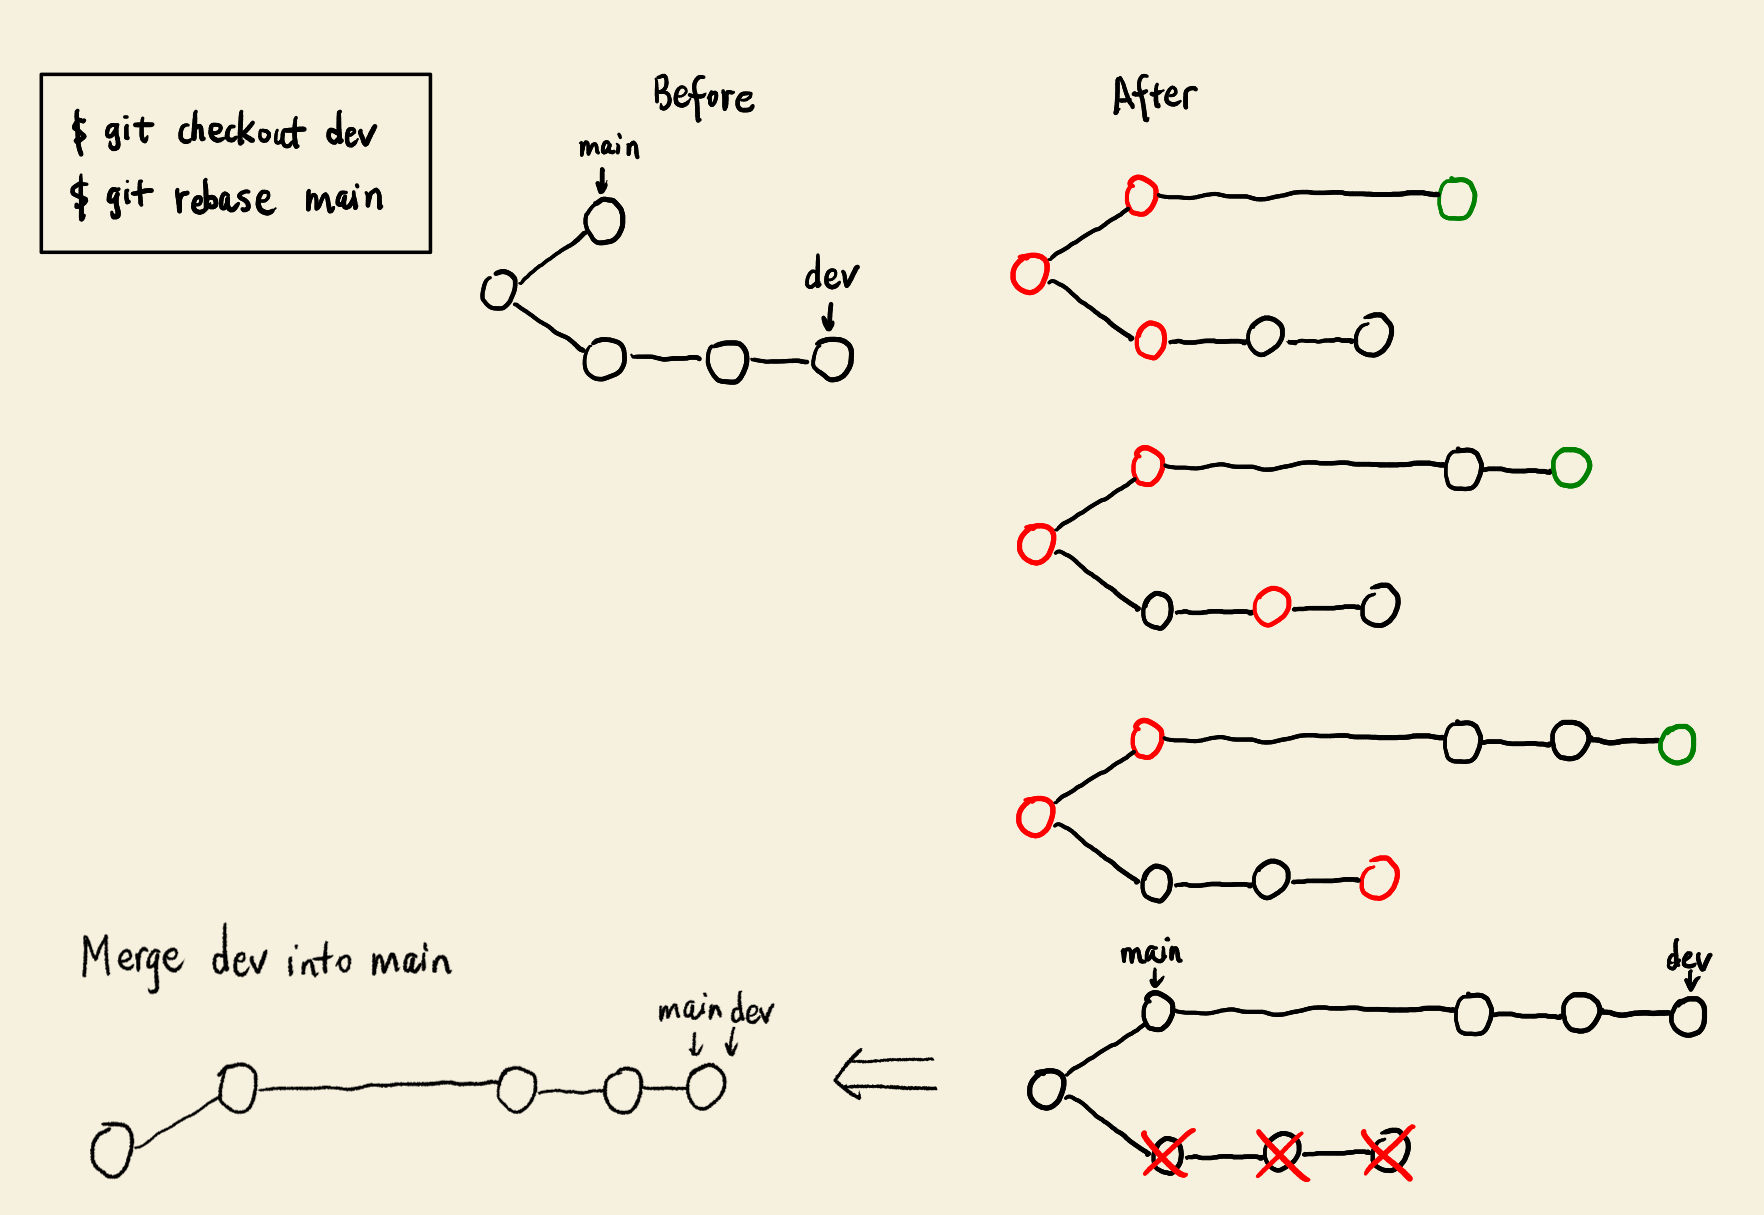 $ git checkout dev
$ git rebase main
Before
main
dev
After
main
dev
Merge dev into main
main dev